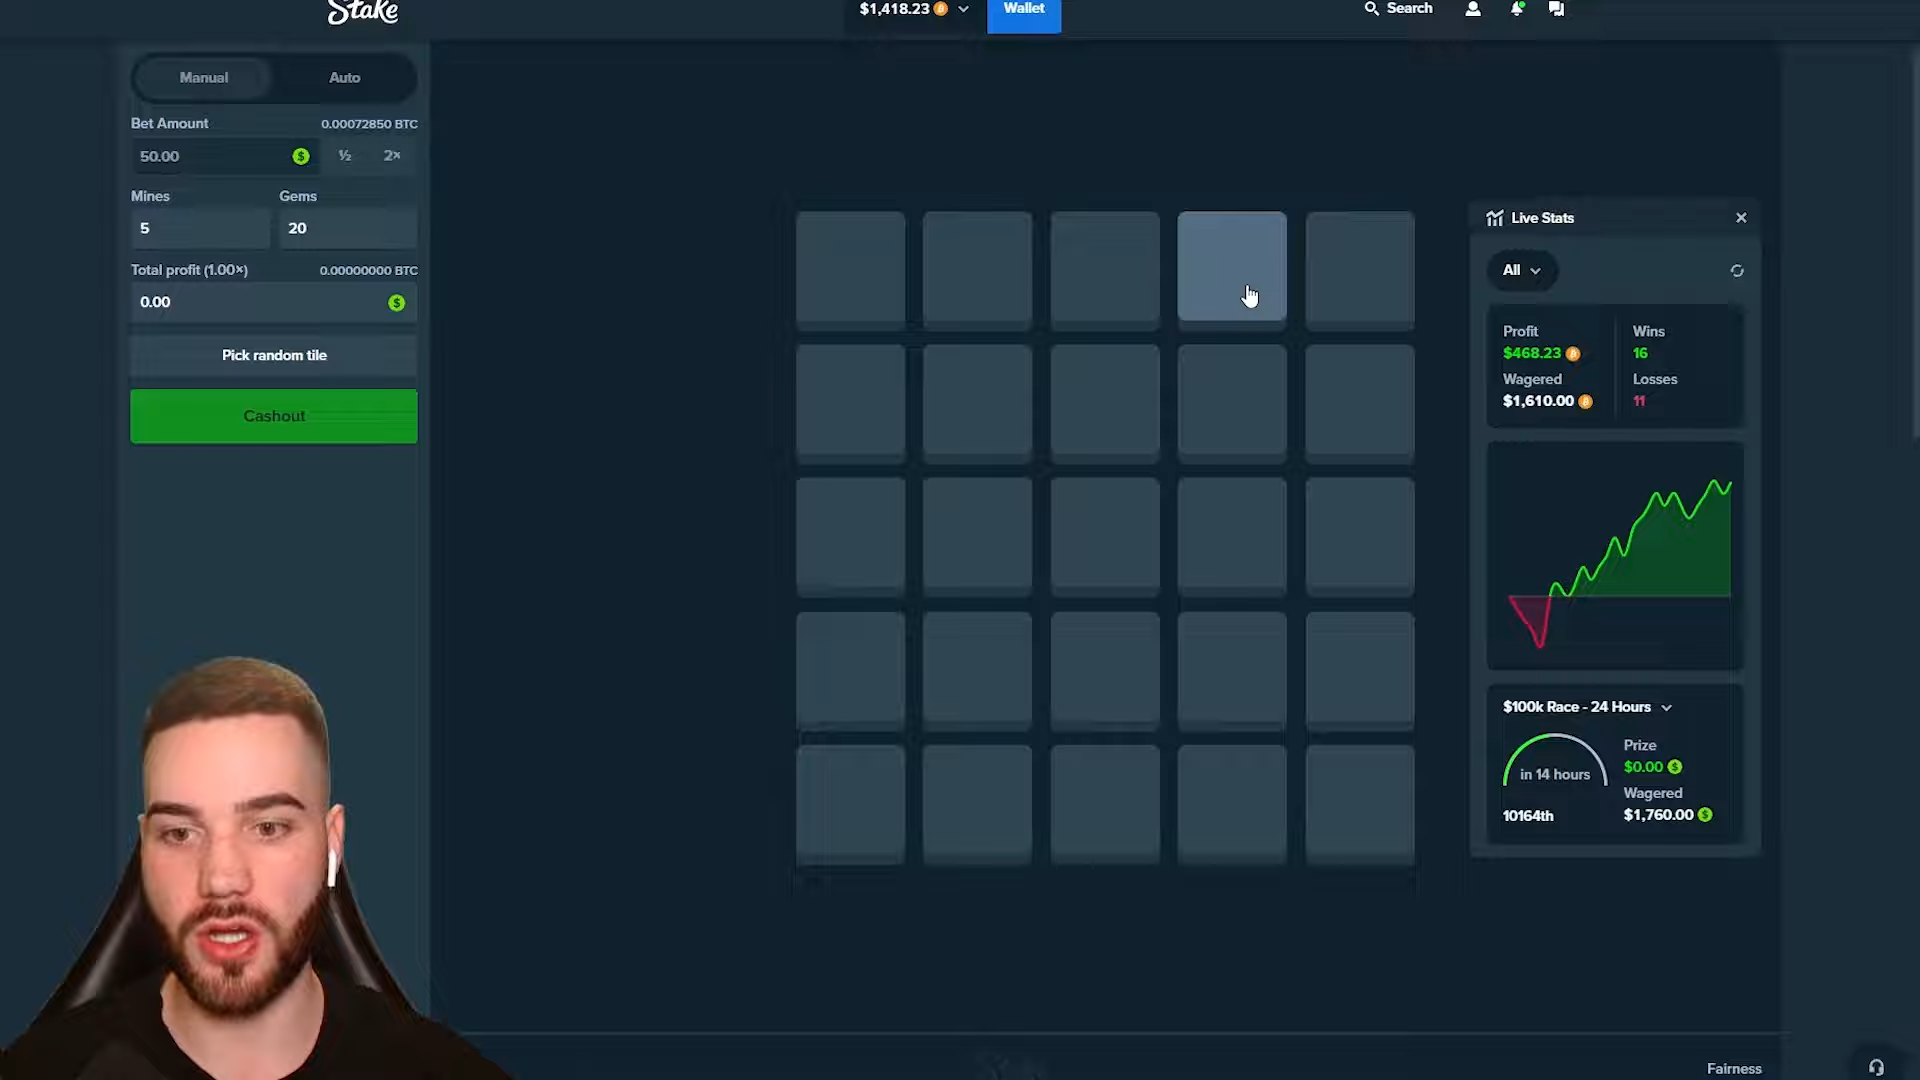 Stake
$1,418.23
Wallet
Search
Manual
Auto
Bet Amount
0.00072850 BTC
50.00
½
2×
Mines
Gems
5
20
Total profit (1.00×)
0.00000000 BTC
0.00
Pick random tile
Cashout
Live Stats
All
Profit
Wins
$468.23
16
Wagered
Losses
$1,610.00
11
$100k Race - 24 Hours
Prize
$0.00
in 14 hours
Wagered
10164th
$1,760.00
Fairness